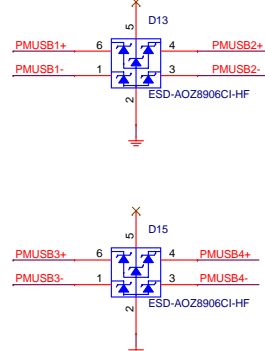 D13
5
PMUSB1+ 6 4 PMUSB2+
PMUSB1- 1 3 PMUSB2-
2
ESD-AOZ8906CI-HF
D15
5
PMUSB3+ 6 4 PMUSB4+
PMUSB3- 1 3 PMUSB4-
2
ESD-AOZ8906CI-HF